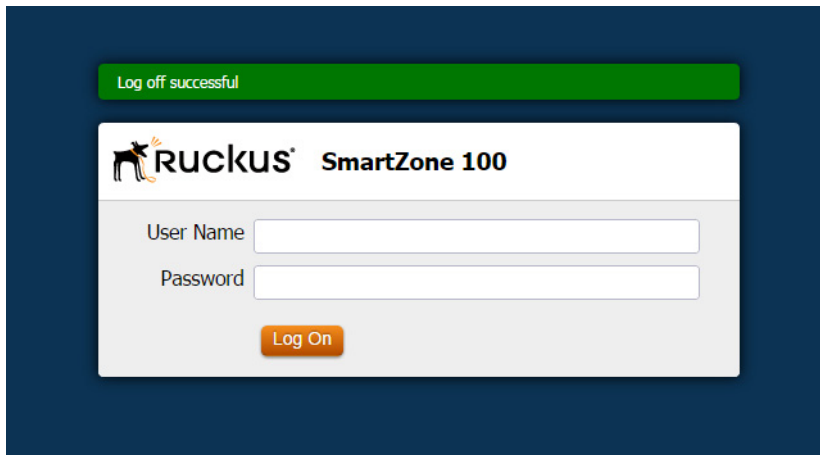 Log off successful
Ruckus® SmartZone 100
User Name
Password
Log On